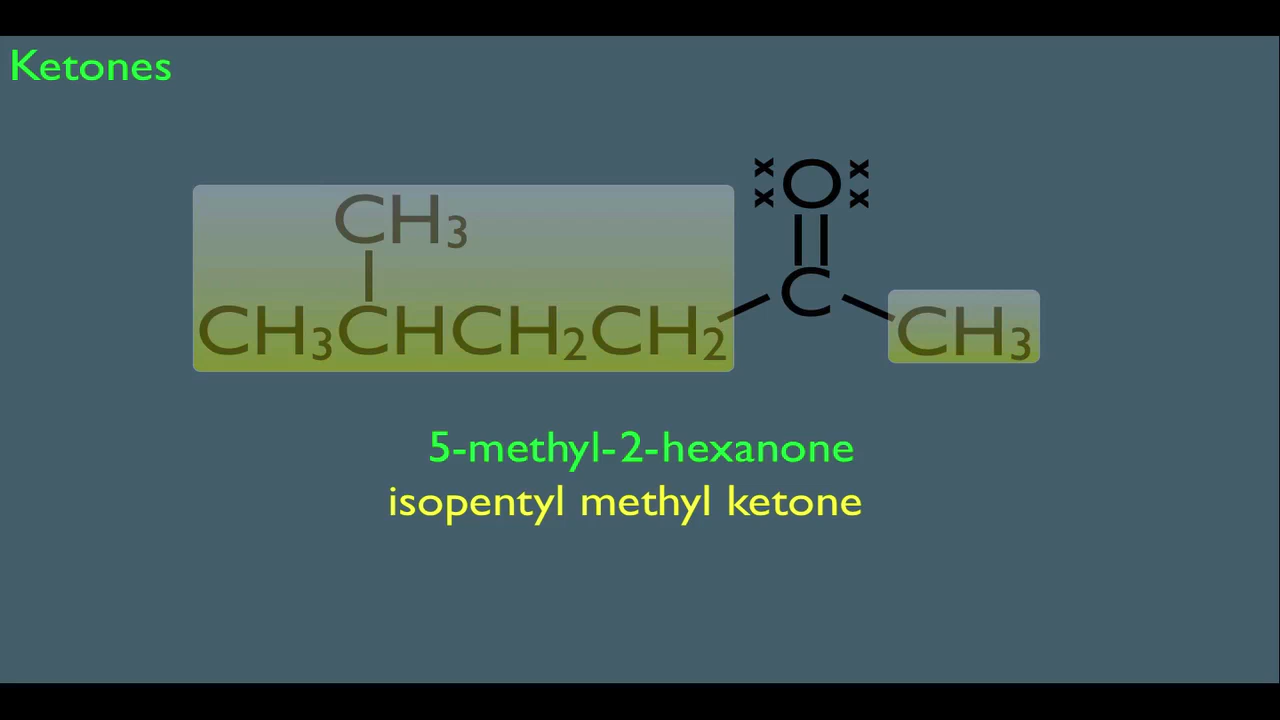 Ketones
x O x
x x
CH3
C
CH3CHCH2CH2 CH3
5-methyl-2-hexanone
isopentyl methyl ketone